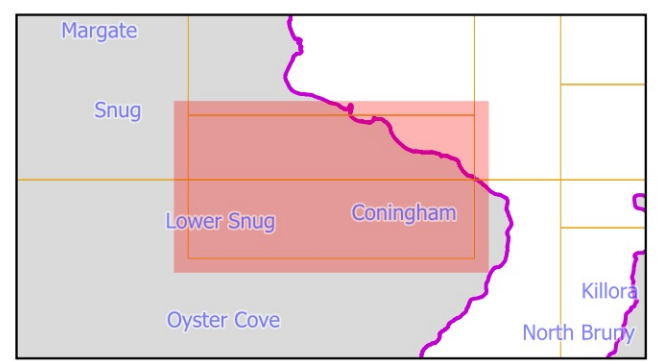 Margate
Snug
Lower Snug
Coningham
Oyster Cove
Killora
North Bruny